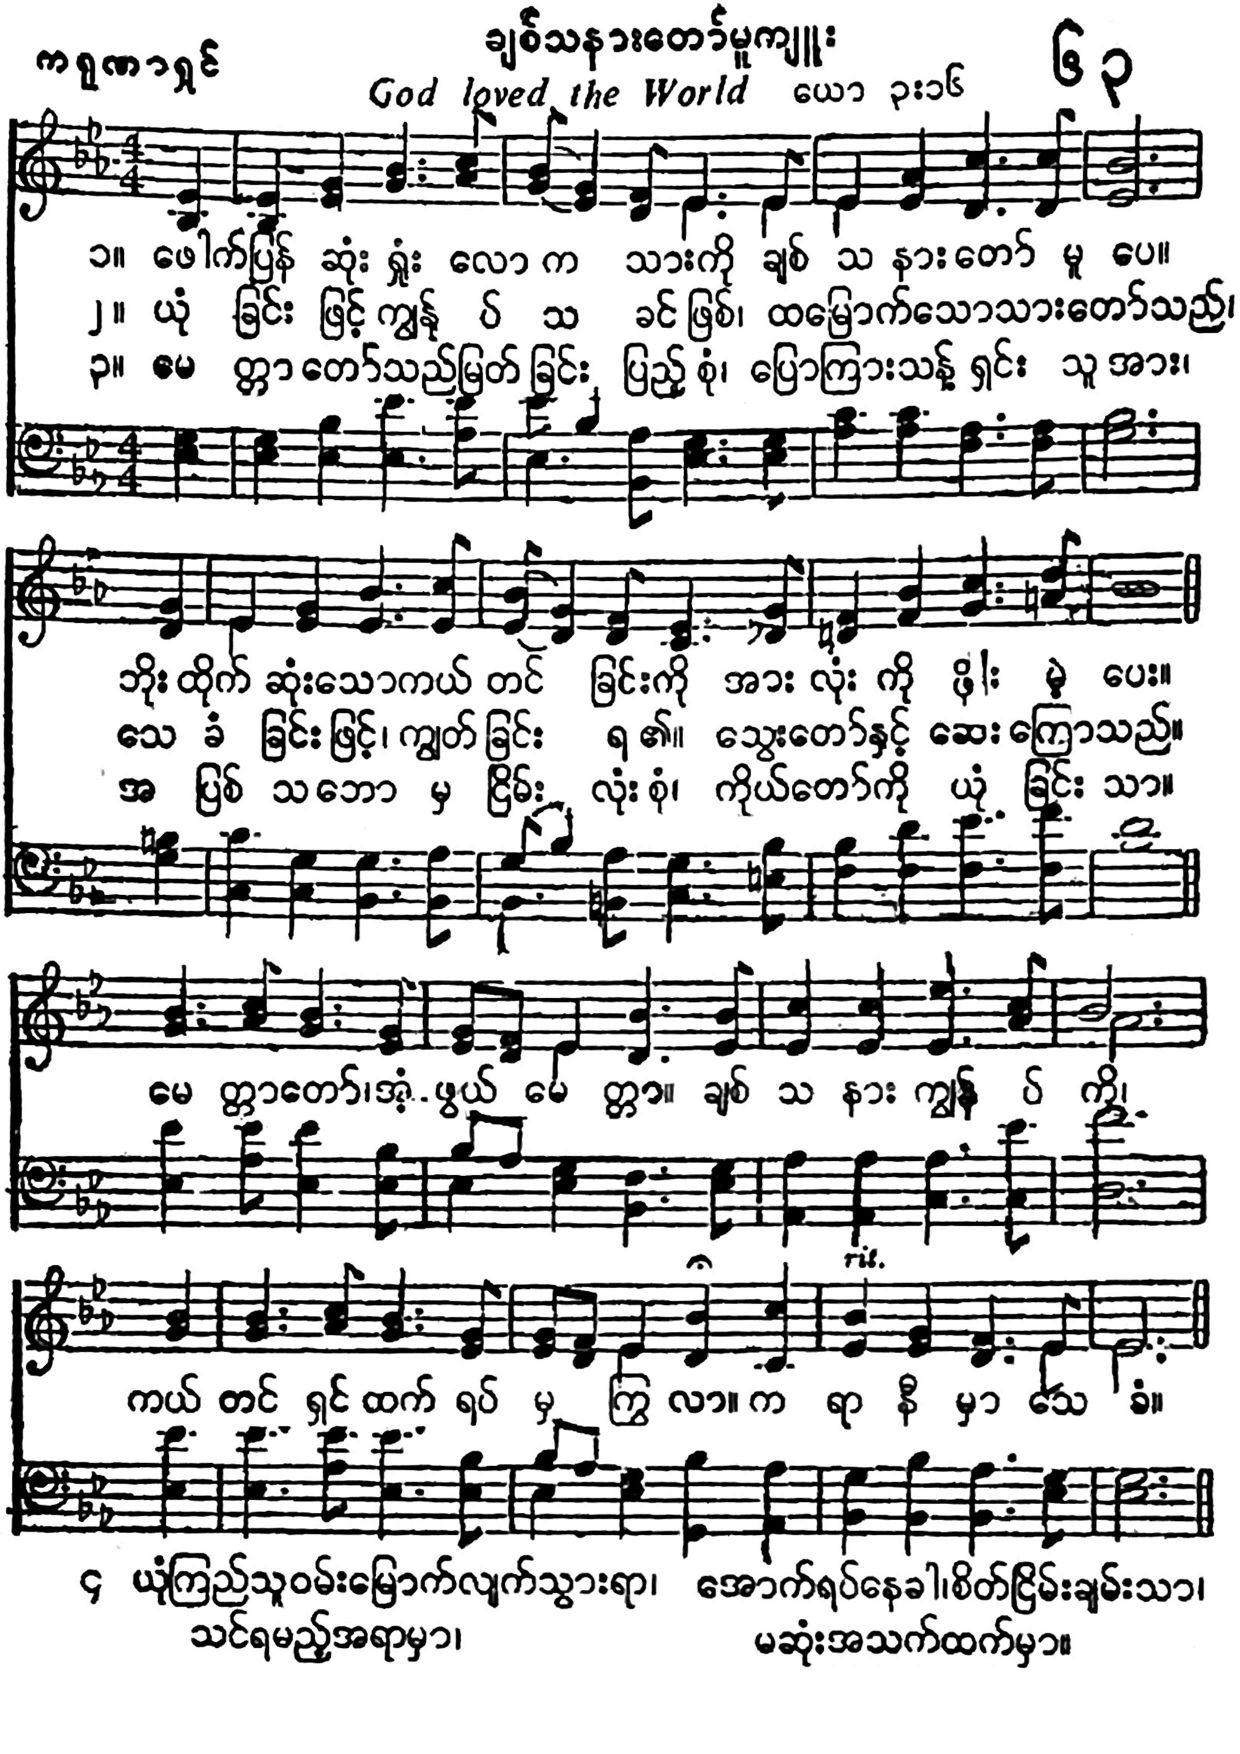 ချစ်သနားတော်မူကျူး
ကရုဏာရှင်
၆၃
God loved the World ယော ၃း၁၆
၁။ ဖေါက်ပြန် ဆုံး ရှုံး လော က သားကို ချစ် သ နား တော် မူ ပေ။
၂။ ယုံ ခြင်း ဖြင့် ကျွန်ုပ် သ ခင် ဖြစ်၊ ထမြောက်သောသားတော်သည်၊
၃။ မေ တ္တာ တော်သည်မြတ် ခြင်း ပြည့် စုံ၊ ပြောကြားသန့် ရှင်း သူ အား၊
ဘိုး ထိုက် ဆုံးသောကယ် တင် ခြင်းကို အား လုံး ကို ဖို့ါး မဲ့ ပေး။
သေ ခံ ခြင်း ဖြင့်၊ ကျွတ် ခြင်း ရ ၏။ သွေးတော်နှင့် ဆေး ကြောသည်။
အ ပြစ် သ ဘော မှ ငြိမ်း လုံး စုံ၊ ကိုယ်တော်ကို ယုံ ခြင်း သာ။
မေ တ္တာတော်၊အံ့..ဖွယ် မေ တ္တာ။ ချစ် သ နား ကျွန်ုပ် ကို၊
rit.
ကယ် တင် ရှင် ထက် ရပ် မှ ကြွ လာ။ က ရာ နီ မှာ သေ ခံ။
၄ ယုံကြည်သူဝမ်းမြောက်လျက်သွားရာ၊ အောက်ရပ်နေခါ၊စိတ်ငြိမ်းချမ်းသာ၊
သင်ရမည့်အရာမှာ၊ မဆုံးအသက်ထက်မှာ။